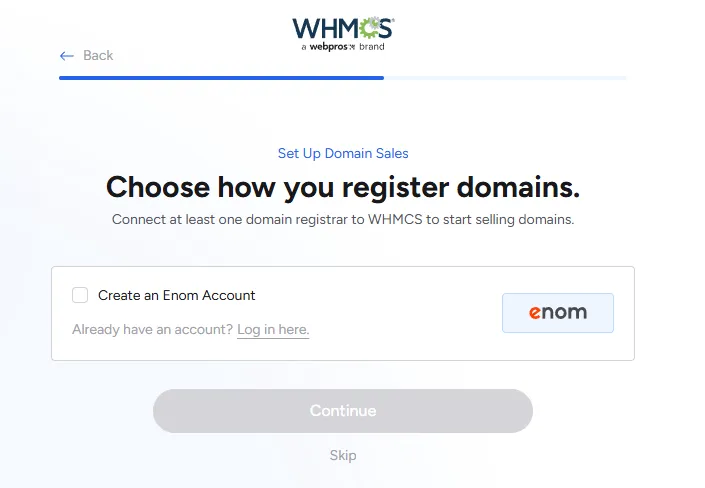 WHMCS
a webpros brand
← Back
Set Up Domain Sales
Choose how you register domains.
Connect at least one domain registrar to WHMCS to start selling domains.
Create an Enom Account
Already have an account? Log in here.
enom
Continue
Skip